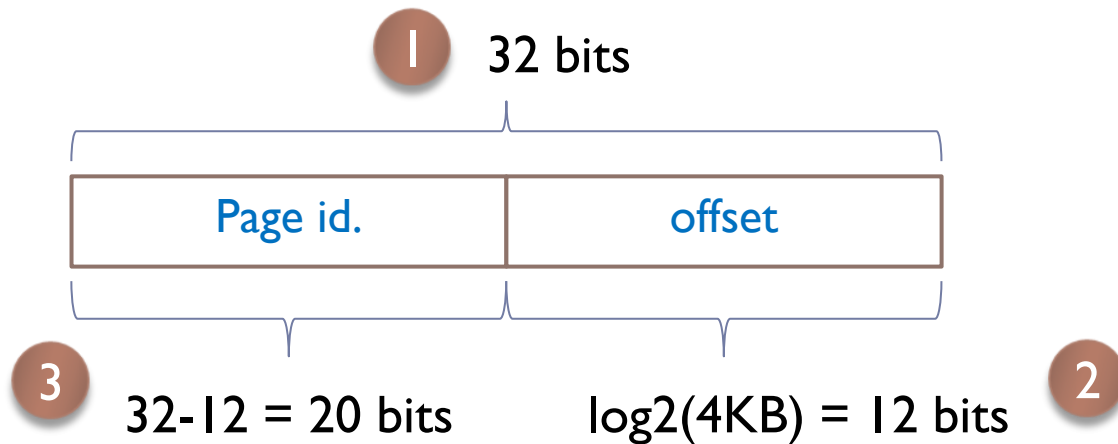 1 32 bits
Page id. offset
3 32-12 = 20 bits log2(4KB) = 12 bits 2